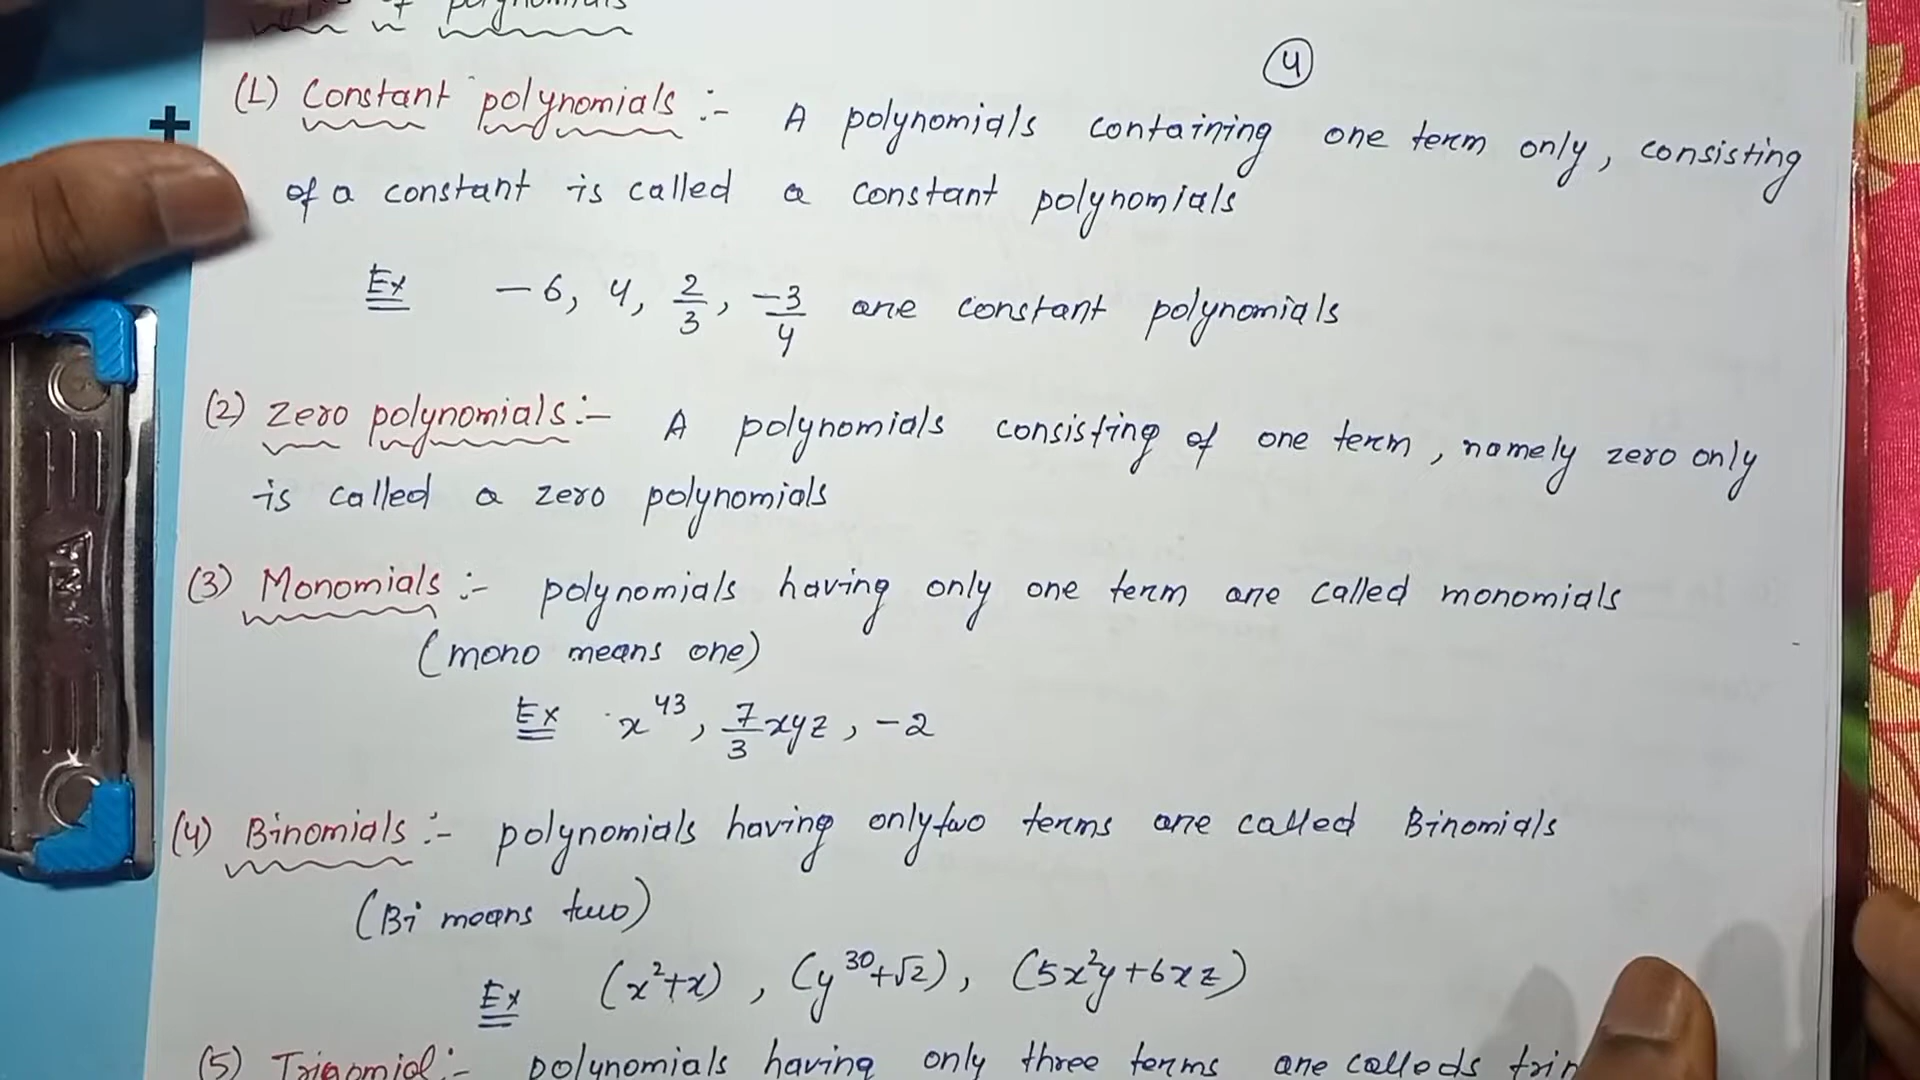 polynomials
4
(1) Constant polynomials :- A polynomials containing one term only, consisting
of a constant is called a constant polynomials
Ex -6, 4, 2/3, -3/4 are constant polynomials
(2) Zero polynomials :- A polynomials consisting of one term, namely zero only
is called a zero polynomials
(3) Monomials :- polynomials having only one term are called monomials
(mono means one)
Ex x^43, 7/3 xyz, -2
(4) Binomials :- polynomials having only two terms are called Binomials
(Bi means two)
Ex (x²+x), (y^30+√2), (5x²y+6xz)
(5) :- polynomials having only three terms are calleds